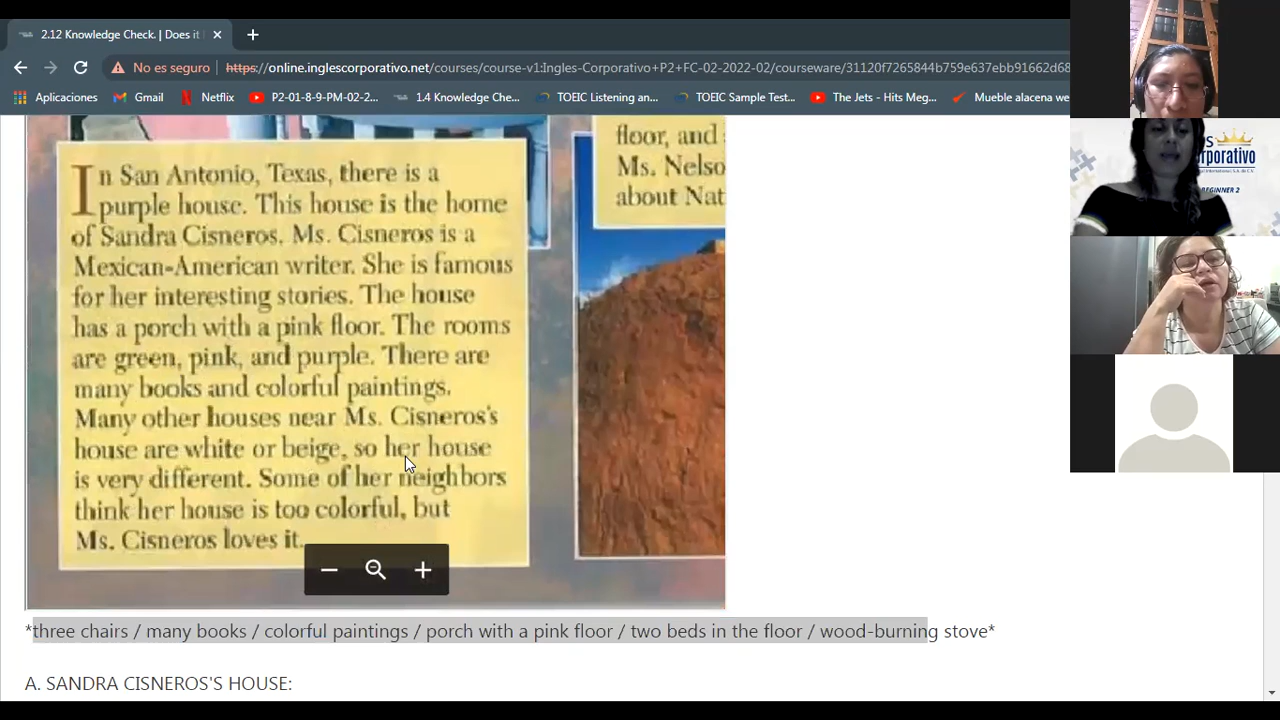 2.12 Knowledge Check. | Does it
No es seguro
https://online.inglescorporativo.net/courses/course-v1:Ingles-Corporativo+P2+FC-02-2022-02/courseware/31120f7265844b759e637ebb91662d68
Aplicaciones
Gmail
Netflix
P2-01-8-9-PM-02-2...
1.4 Knowledge Che...
TOEIC Listening an...
TOEIC Sample Test...
The Jets - Hits Meg...
Mueble alacena we
In San Antonio, Texas, there is a
purple house. This house is the home
of Sandra Cisneros. Ms. Cisneros is a
Mexican-American writer. She is famous
for her interesting stories. The house
has a porch with a pink floor. The rooms
are green, pink, and purple. There are
many books and colorful paintings.
Many other houses near Ms. Cisneros's
house are white or beige, so her house
is very different. Some of her neighbors
think her house is too colorful, but
Ms. Cisneros loves it.
floor, and
Ms. Nelso
about Nat
*three chairs / many books / colorful paintings / porch with a pink floor / two beds in the floor / wood-burning stove*
A. SANDRA CISNEROS'S HOUSE:
rporativo
BEGINNER 2